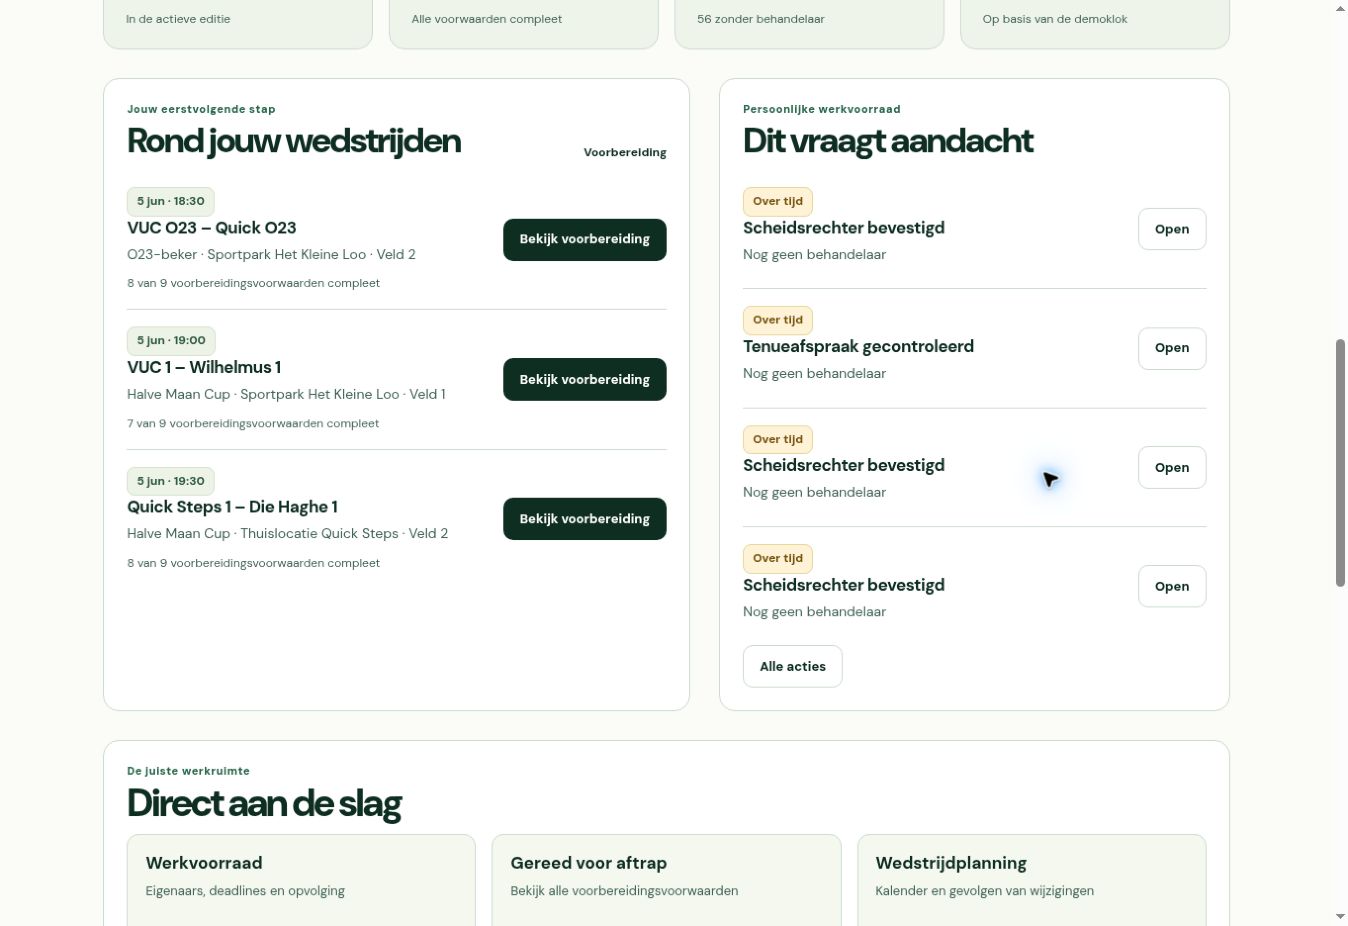 In de actieve editie
Alle voorwaarden compleet
56 zonder behandelaar
Op basis van de demoklok
Jouw eerstvolgende stap
Rond jouw wedstrijden
Voorbereiding
5 jun · 18:30
VUC O23 – Quick O23
O23-beker · Sportpark Het Kleine Loo · Veld 2
8 van 9 voorbereidingsvoorwaarden compleet
Bekijk voorbereiding
5 jun · 19:00
VUC 1 – Wilhelmus 1
Halve Maan Cup · Sportpark Het Kleine Loo · Veld 1
7 van 9 voorbereidingsvoorwaarden compleet
Bekijk voorbereiding
5 jun · 19:30
Quick Steps 1 – Die Haghe 1
Halve Maan Cup · Thuislocatie Quick Steps · Veld 2
8 van 9 voorbereidingsvoorwaarden compleet
Bekijk voorbereiding
Persoonlijke werkvoorraad
Dit vraagt aandacht
Over tijd
Scheidsrechter bevestigd
Nog geen behandelaar
Open
Over tijd
Tenueafspraak gecontroleerd
Nog geen behandelaar
Open
Over tijd
Scheidsrechter bevestigd
Nog geen behandelaar
Open
Over tijd
Scheidsrechter bevestigd
Nog geen behandelaar
Open
Alle acties
De juiste werkruimte
Direct aan de slag
Werkvoorraad
Eigenaars, deadlines en opvolging
Gereed voor aftrap
Bekijk alle voorbereidingsvoorwaarden
Wedstrijdplanning
Kalender en gevolgen van wijzigingen